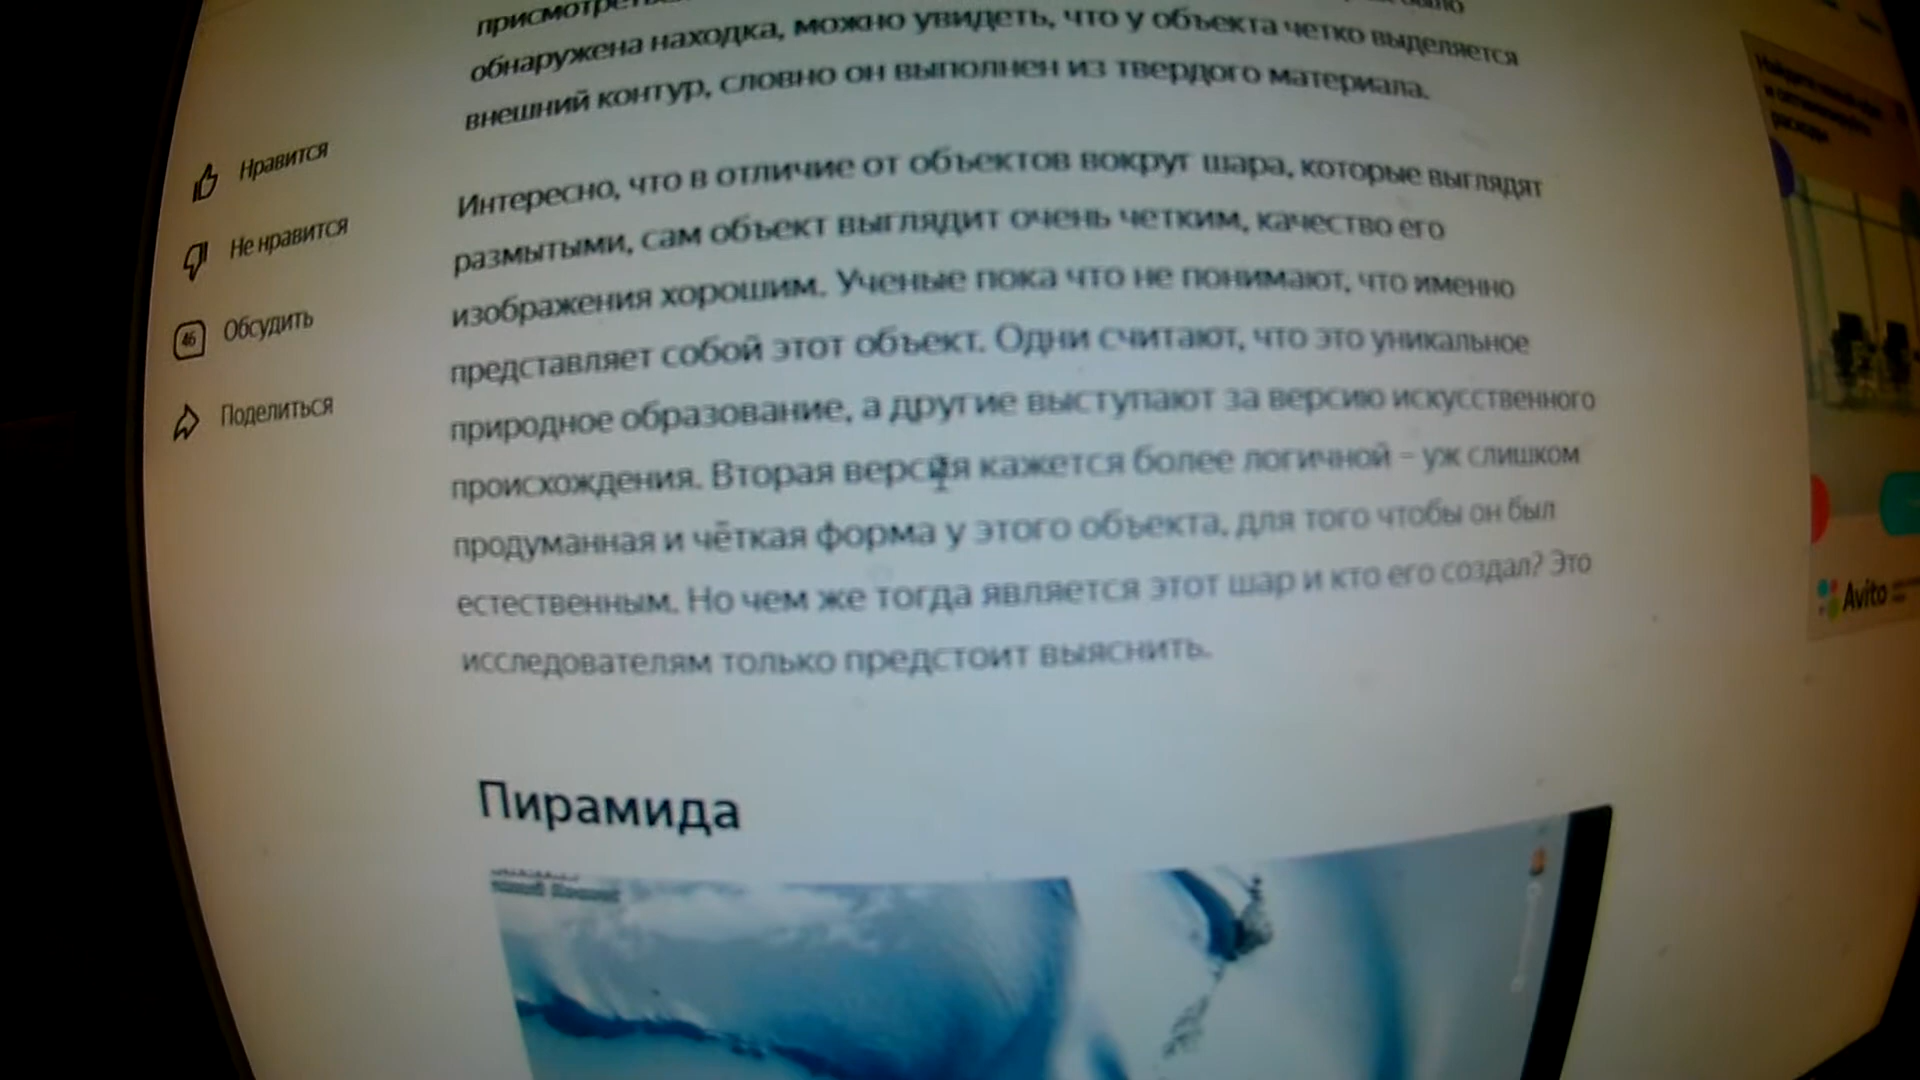 обнаружена находка, можно увидеть, что у объекта четко выделяется
внешний контур, словно он выполнен из твердого материала.
Интересно, что в отличие от объектов вокруг шара, которые выглядят
размытыми, сам объект выглядит очень четким, качество его
изображения хорошим. Ученые пока что не понимают, что именно
представляет собой этот объект. Одни считают, что это уникальное
природное образование, а другие выступают за версию искусственного
происхождения. Вторая версия кажется более логичной – уж слишком
продуманная и чёткая форма у этого объекта, для того чтобы он был
естественным. Но чем же тогда является этот шар и кто его создал? Это
исследователям только предстоит выяснить.
Пирамида
Нравится
Не нравится
46 Обсудить
Поделиться
Avito